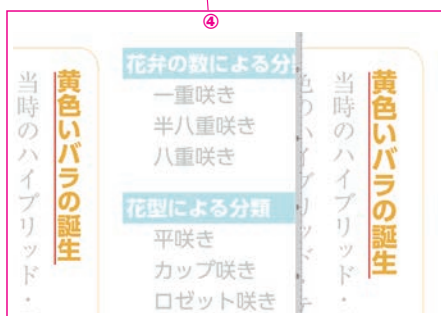 ④
黄色いバラの誕生
当時のハイブリッド・
花弁の数による分
一重咲き
半八重咲き
八重咲き
花型による分類
平咲き
カップ咲き
ロゼット咲き
黄色いバラの誕生
当時のハイブリッド・